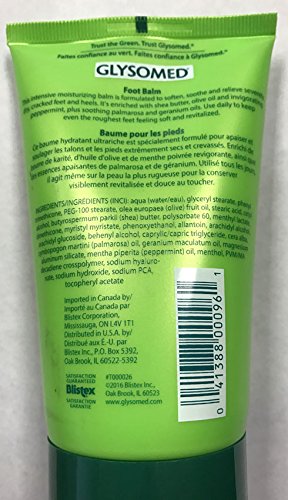 Trust the Green. Trust Glysomed.
Faites confiance au vert. Faites confiance à Glysomed.
GLYSOMED®
Foot Balm
This intensive moisturizing balm is formulated to soften, soothe and relieve severely
dry, cracked feet and heels. It's enriched with shea butter, olive oil and invigorating
peppermint, plus soothing palmarosa and geranium oils. Use daily to keep
even the roughest feet feeling soft and revitalized.
Baume pour les pieds
Ce baume hydratant ultrariche est spécialement formulé pour apaiser et
soulager les talons et les pieds extrêmement secs et crevassés. Enrichi de
beurre de karité, d'huile d'olive et de menthe poivrée revigorante, ainsi que
des essences apaisantes de palmarosa et de géranium. Utilisé tous les jours
il agit même sur la peau la plus rugueuse pour la conserver
visiblement revitalisée et douce au toucher.
INGREDIENTS/INGRÉDIENTS (INCI): aqua (water/eau), glyceryl stearate, phenyl
dimethicone, PEG-100 stearate, olea europaea (olive) fruit oil, stearic acid, cetyl
alcohol, butyrospermum parkii (shea) butter, polysorbate 60,
dimethicone, myristyl myristate, phenoxyethanol, allantoin, arachidyl alcohol,
arachidyl glucoside, behenyl alcohol, caprylic/capric triglyceride, cera alba,
cymbopogon martini (palmarosa) oil, geranium maculatum oil, magnesium
aluminum silicate, mentha piperita (peppermint) oil, menthol, PVM/MA
decadiene crosspolymer, sodium hyaluro-
nate, sodium hydroxide, sodium PCA,
tocopheryl acetate
Imported in Canada by/
Importé au Canada par
Blistex Corporation,
Mississauga, ON L4V 1T1
Distributed in U.S.A. by/
Distribué aux É.-U. par
Blistex Inc., P.O. Box 5392,
Oak Brook, IL 60522-5392
SATISFACTION
GUARANTEED
Blistex
SATISFACTION
GARANTIE
#T000026
©2016 Blistex Inc.,
Oak Brook, IL 60523
www.glysomed.com
0 41388 00096 1